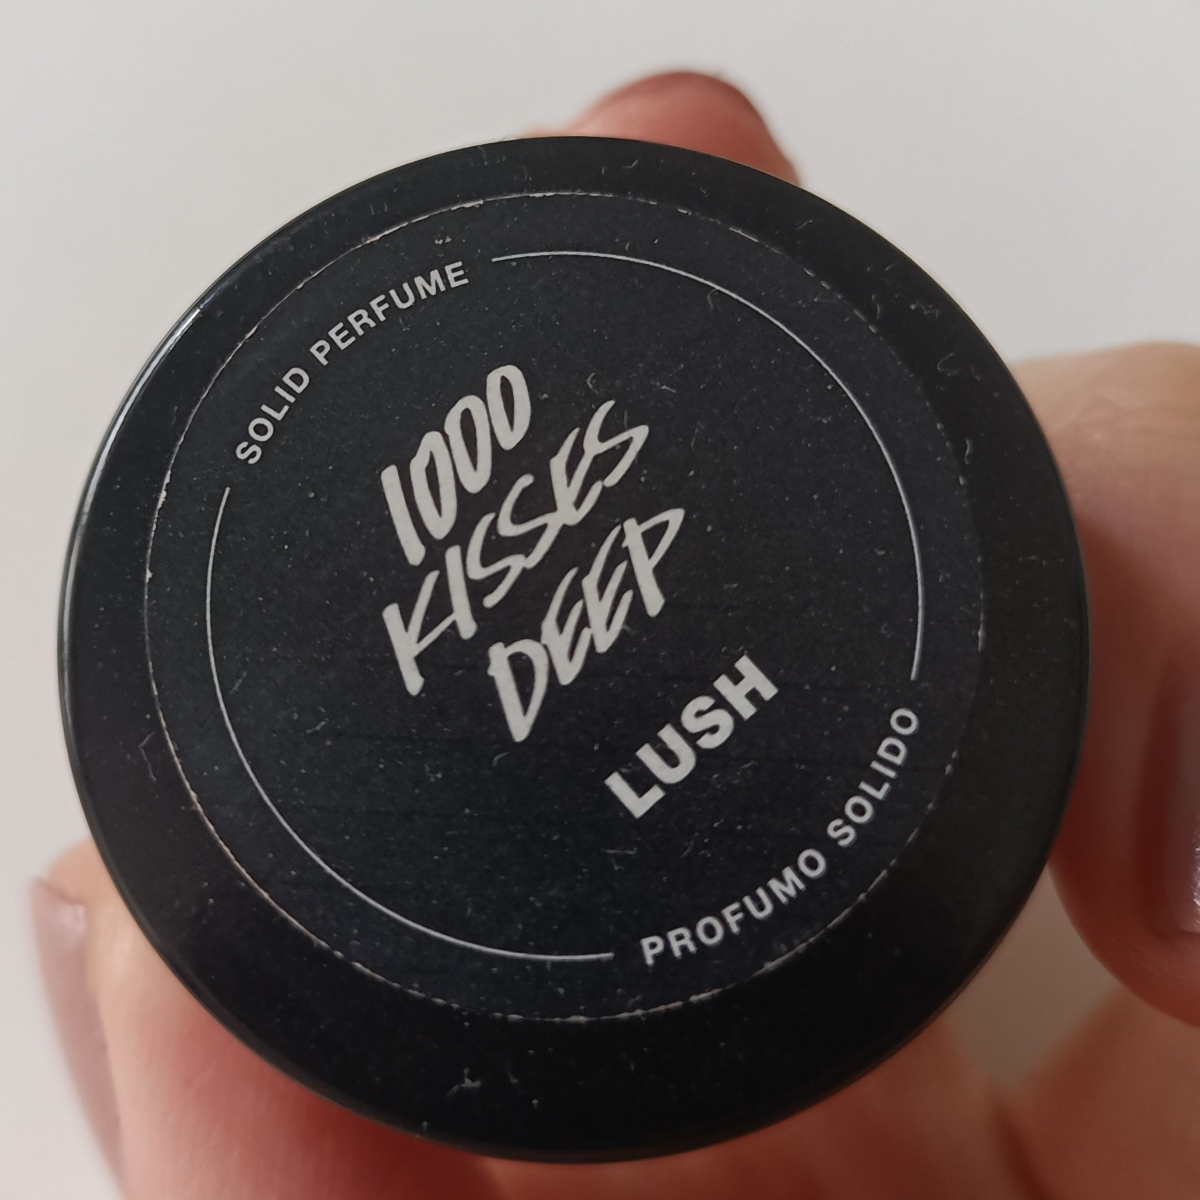 SOLID PERFUME
1000
KISSES
DEEP
LUSH
PROFUMO SOLIDO